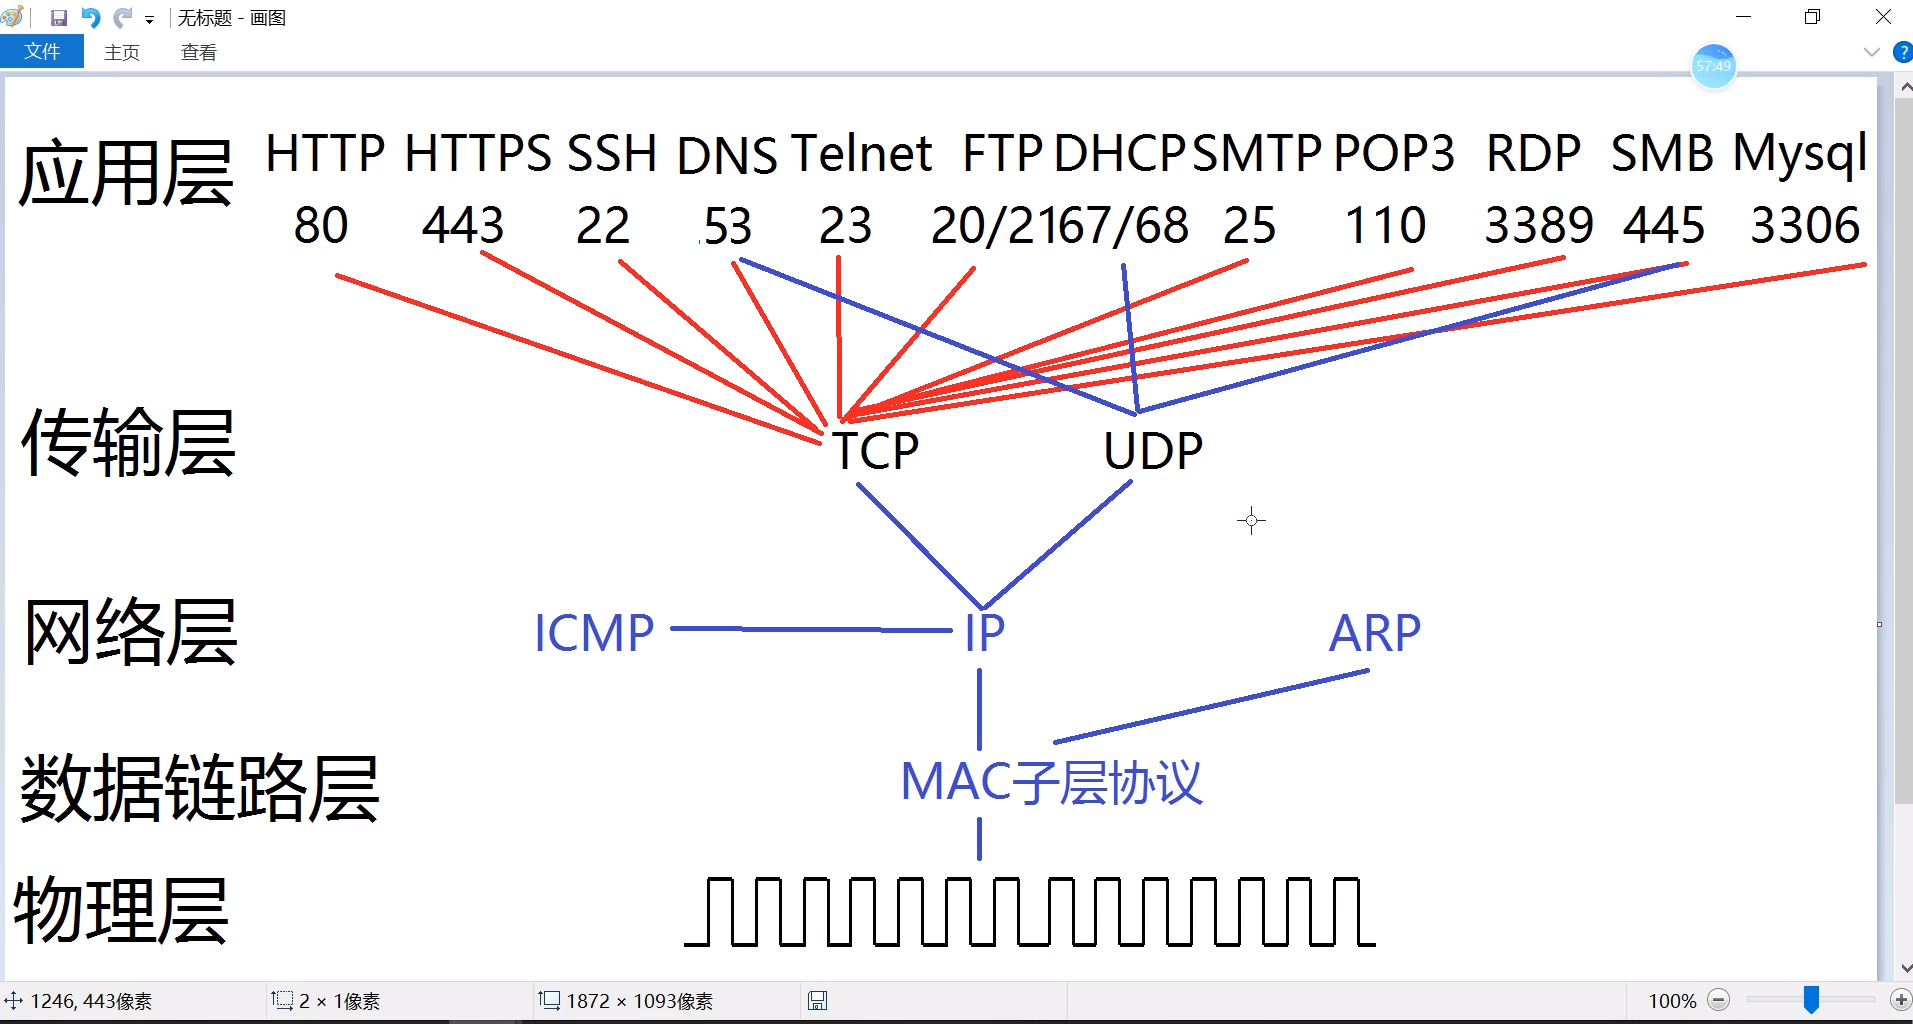 无标题 - 画图
文件 主页 查看
57:49
应用层 HTTP HTTPS SSH DNS Telnet FTP DHCP SMTP POP3 RDP SMB Mysql
80 443 22 53 23 20/21 67/68 25 110 3389 445 3306
传输层 TCP UDP
网络层 ICMP IP ARP
数据链路层 MAC子层协议
物理层
1246, 443像素 2 × 1像素 1872 × 1093像素 100%